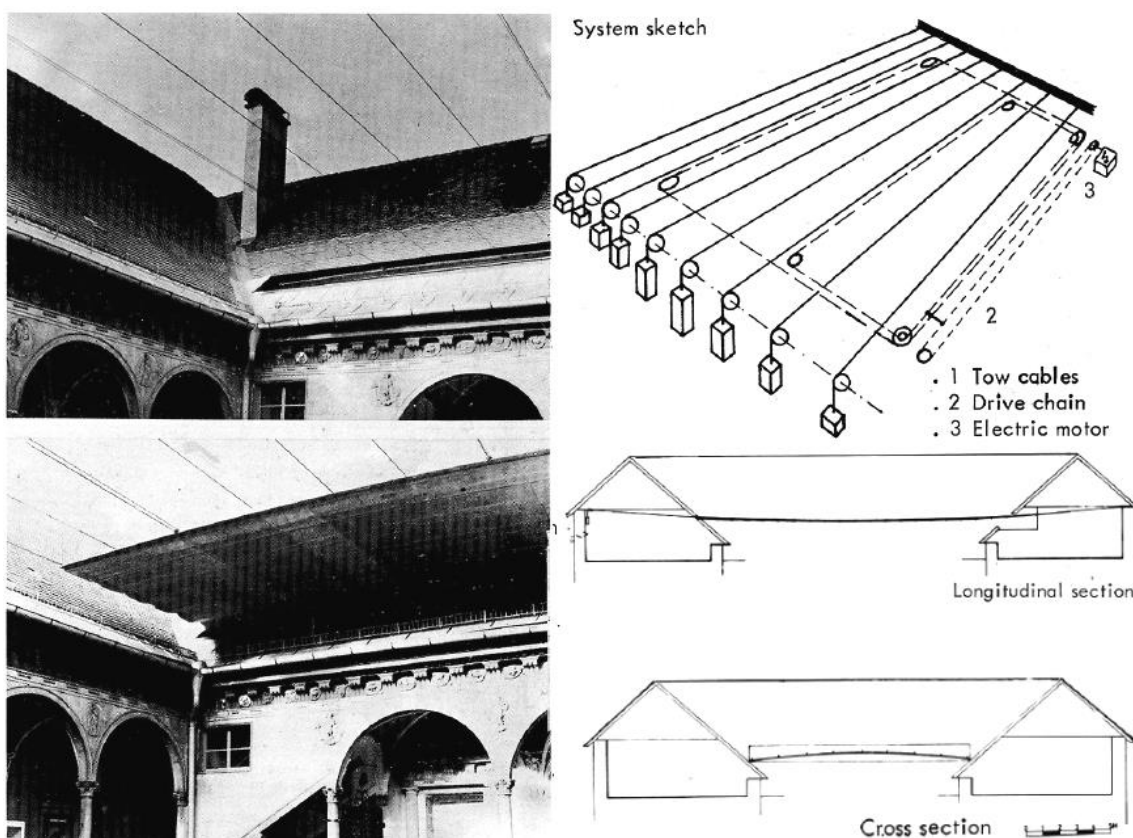 System sketch
3
2
. 1 Tow cables
. 2 Drive chain
. 3 Electric motor
Longitudinal section
Cross section